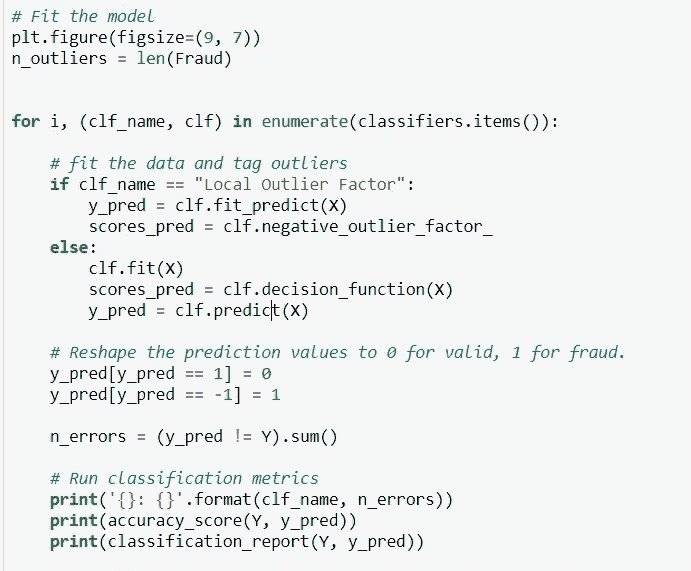 # Fit the model
plt.figure(figsize=(9, 7))
n_outliers = len(Fraud)
for i, (clf_name, clf) in enumerate(classifiers.items()):
# fit the data and tag outliers
if clf_name == "Local Outlier Factor":
y_pred = clf.fit_predict(X)
scores_pred = clf.negative_outlier_factor_
else:
clf.fit(X)
scores_pred = clf.decision_function(X)
y_pred = clf.predict(X)
# Reshape the prediction values to 0 for valid, 1 for fraud.
y_pred[y_pred == 1] = 0
y_pred[y_pred == -1] = 1
n_errors = (y_pred != Y).sum()
# Run classification metrics
print('{}: {}'.format(clf_name, n_errors))
print(accuracy_score(Y, y_pred))
print(classification_report(Y, y_pred))